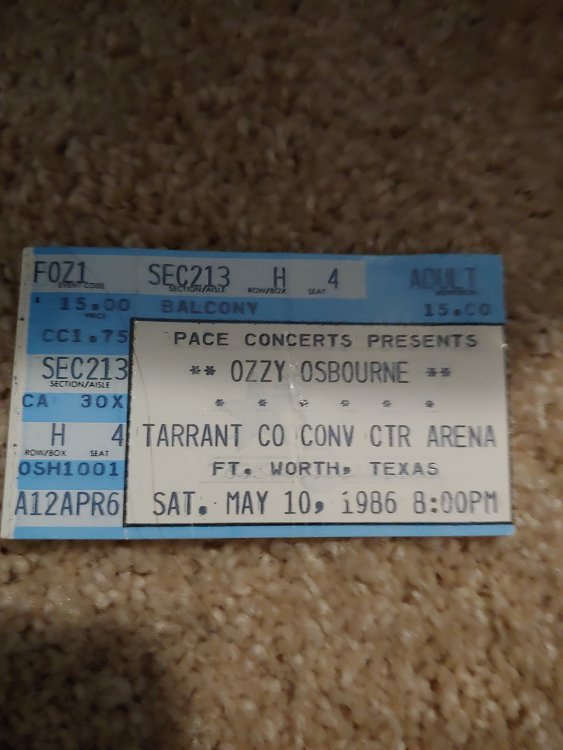 FOZ1 SEC213 H 4 ADULT
EVENT CODE SECTION/AISLE ROW/BOX SEAT ADMISSION
$ 15.00 BALCONY 15.00
PRICE
CC1.75
PACE CONCERTS PRESENTS
SEC213
SECTION/AISLE
** OZZY OSBOURNE **
CA 30X
* * * * * *
H 4
ROW/BOX SEAT
TARRANT CO CONV CTR ARENA
OSH1001
FT. WORTH, TEXAS
A12APR6
SAT. MAY 10, 1986 8:00PM